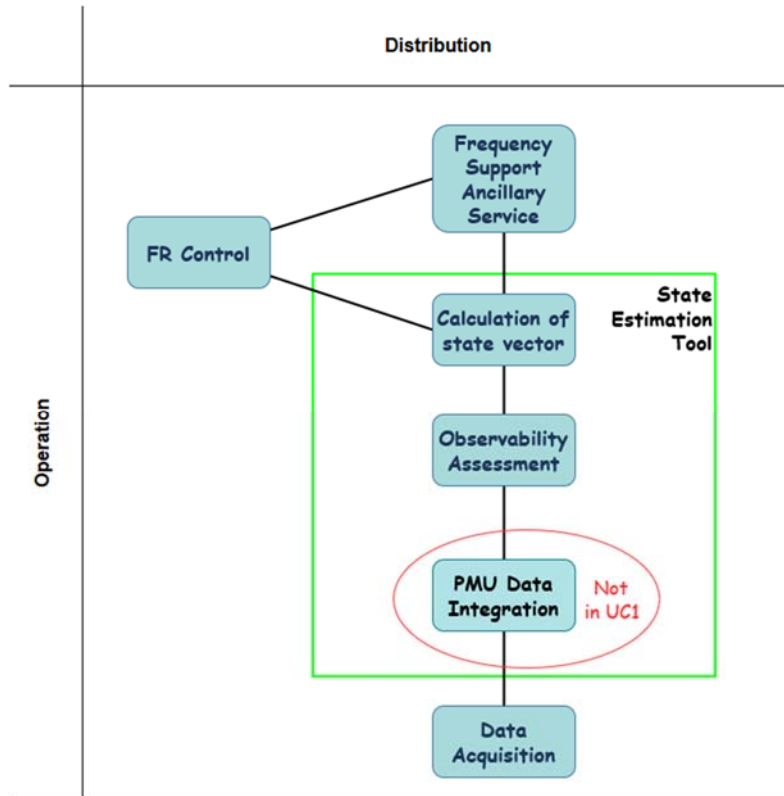 Distribution
Operation
Frequency
Support
Ancillary
Service
FR Control
State
Estimation
Tool
Calculation of
state vector
Observability
Assessment
PMU Data
Integration
Not
in UC1
Data
Acquisition